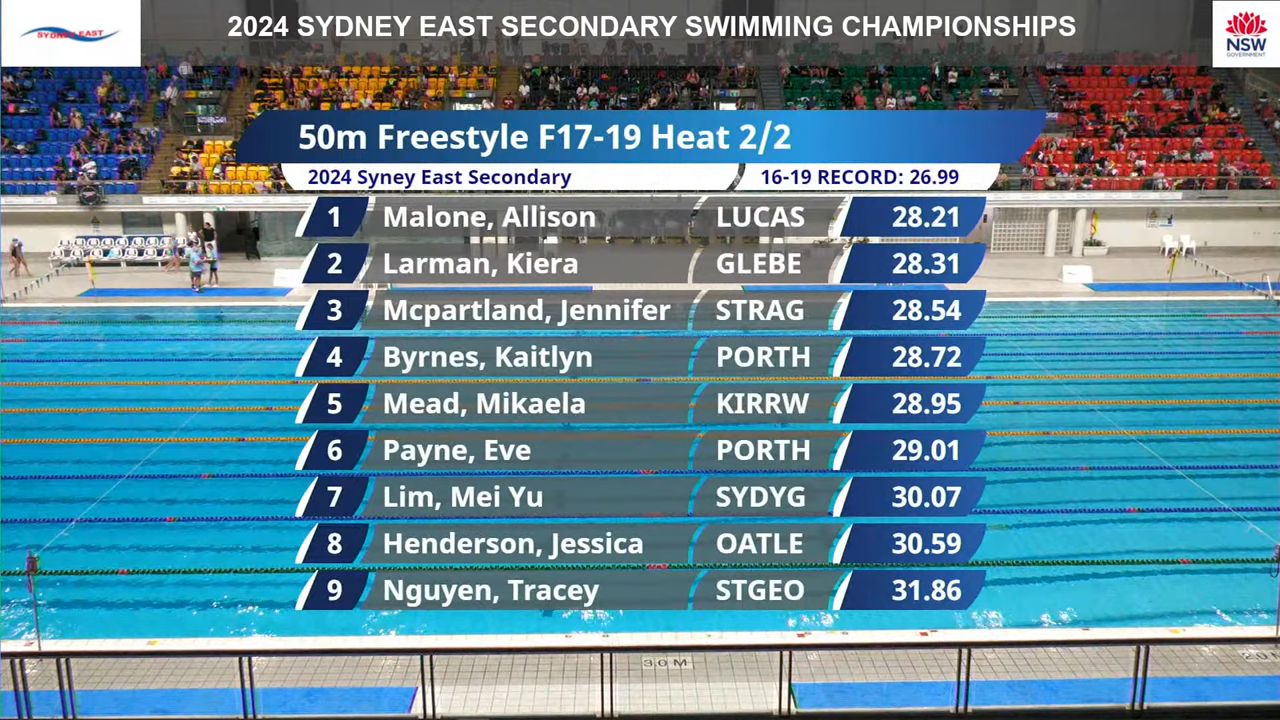 2024 SYDNEY EAST SECONDARY SWIMMING CHAMPIONSHIPS
SYDNEY EAST
NSW
GOVERNMENT
50m Freestyle F17-19 Heat 2/2
2024 Syney East Secondary 16-19 RECORD: 26.99
1 Malone, Allison LUCAS 28.21
2 Larman, Kiera GLEBE 28.31
3 Mcpartland, Jennifer STRAG 28.54
4 Byrnes, Kaitlyn PORTH 28.72
5 Mead, Mikaela KIRRW 28.95
6 Payne, Eve PORTH 29.01
7 Lim, Mei Yu SYDYG 30.07
8 Henderson, Jessica OATLE 30.59
9 Nguyen, Tracey STGEO 31.86
3.0 M